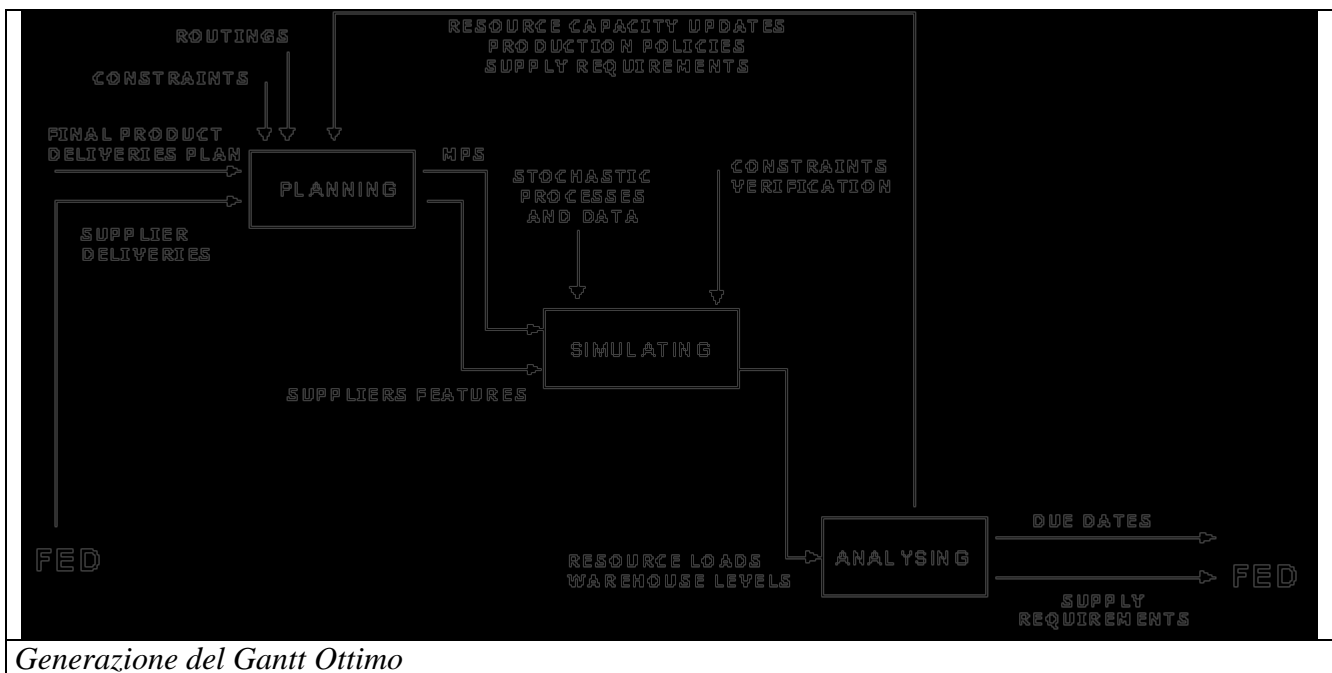 ROUTINGS
CONSTRAINTS
RESOURCE CAPACITY UPDATES
PRODUCTION POLICIES
SUPPLY REQUIREMENTS
FINAL PRODUCT
DELIVERIES PLAN
PLANNING
MPS
SUPPLIER
DELIVERIES
STOCHASTIC
PROCESSES
AND DATA
CONSTRAINTS
VERIFICATION
SIMULATING
SUPPLIERS FEATURES
FED
RESOURCE LOADS
WAREHOUSE LEVELS
ANALYSING
DUE DATES
FED
SUPPLY
REQUIREMENTS
Generazione del Gantt Ottimo